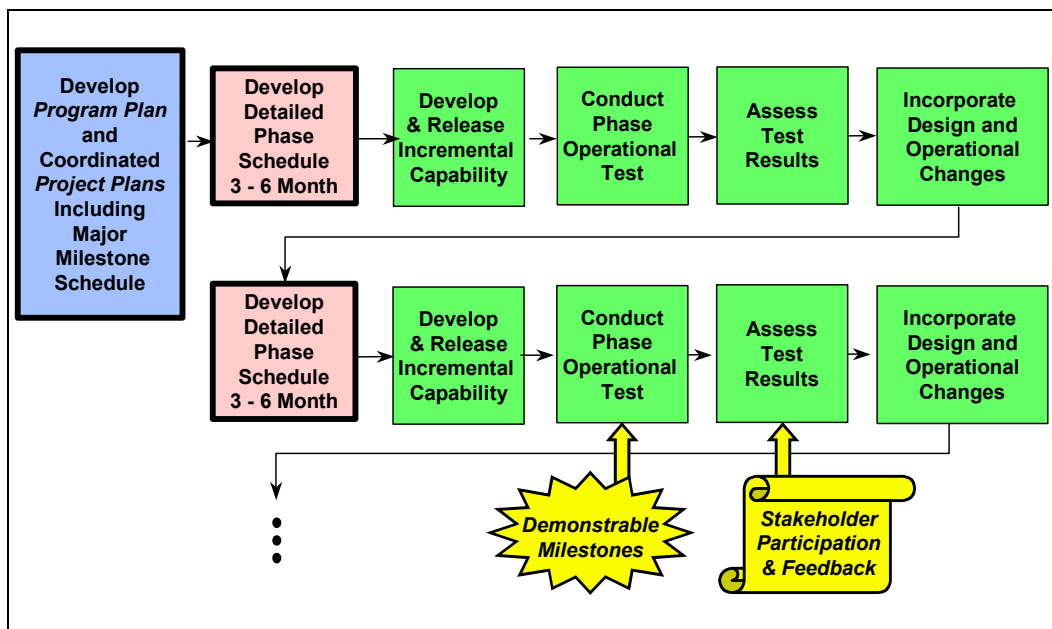 Develop
Program Plan
and
Coordinated
Project Plans
Including
Major
Milestone
Schedule
Develop
Detailed
Phase
Schedule
3 - 6 Month
Develop
& Release
Incremental
Capability
Conduct
Phase
Operational
Test
Assess
Test
Results
Incorporate
Design and
Operational
Changes
Develop
Detailed
Phase
Schedule
3 - 6 Month
Develop
& Release
Incremental
Capability
Conduct
Phase
Operational
Test
Assess
Test
Results
Incorporate
Design and
Operational
Changes
Demonstrable
Milestones
Stakeholder
Participation
& Feedback